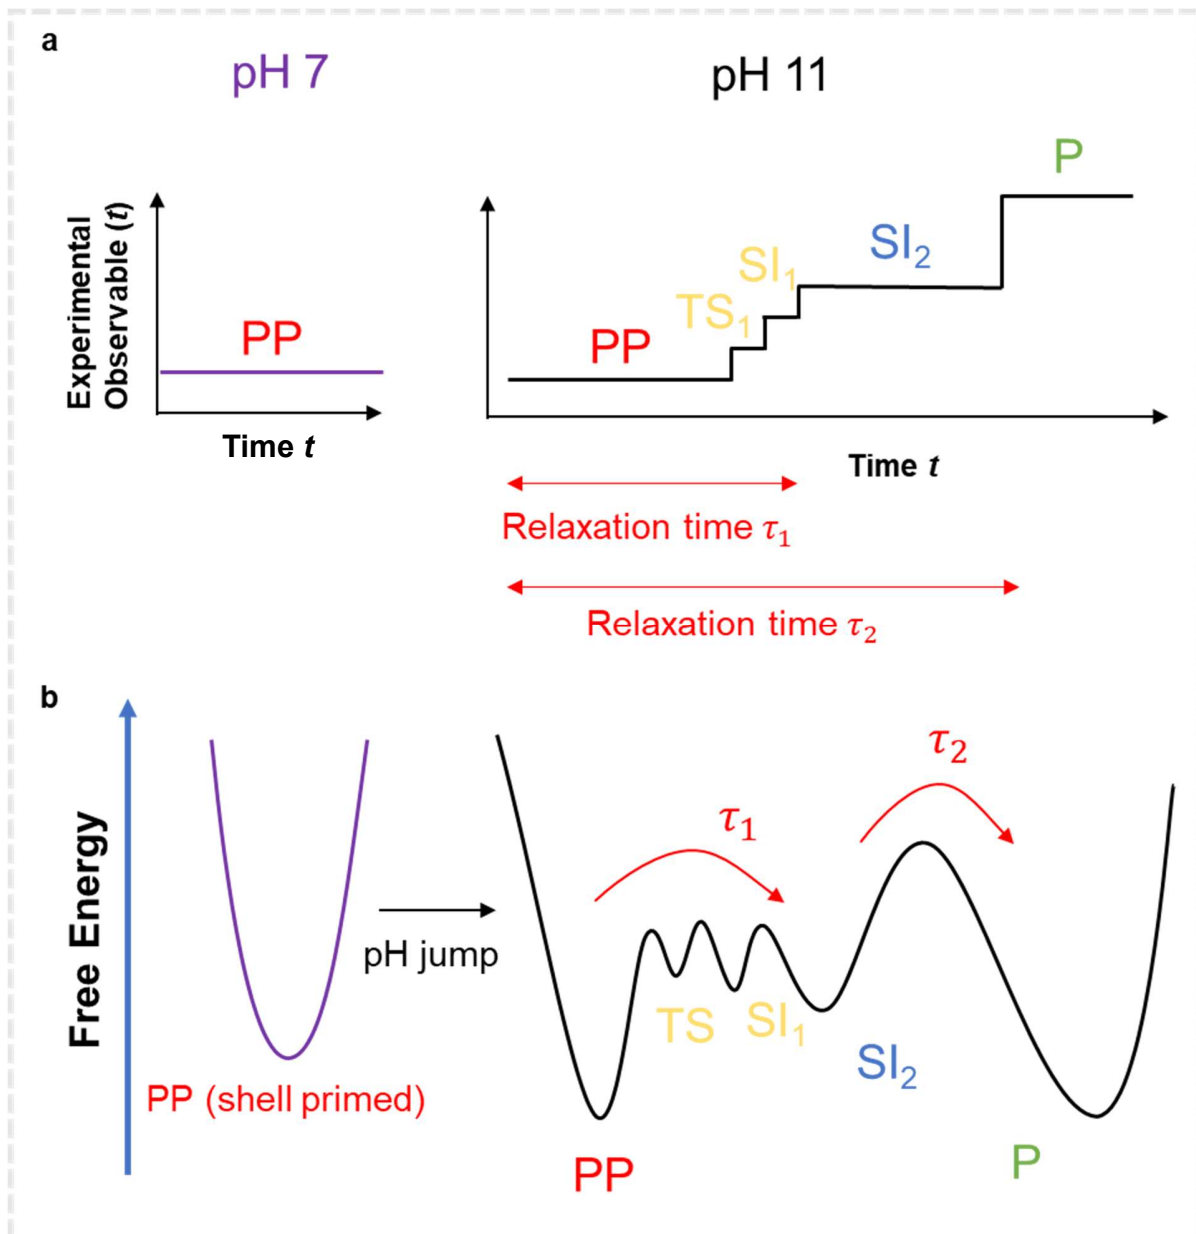 a
pH 7
pH 11
Experimental
Observable (t)
PP
Time t
PP
TS₁
SI₁
SI₂
P
Time t
Relaxation time τ₁
Relaxation time τ₂
b
Free Energy
PP (shell primed)
pH jump
τ₁
τ₂
TS
SI₁
SI₂
PP
P